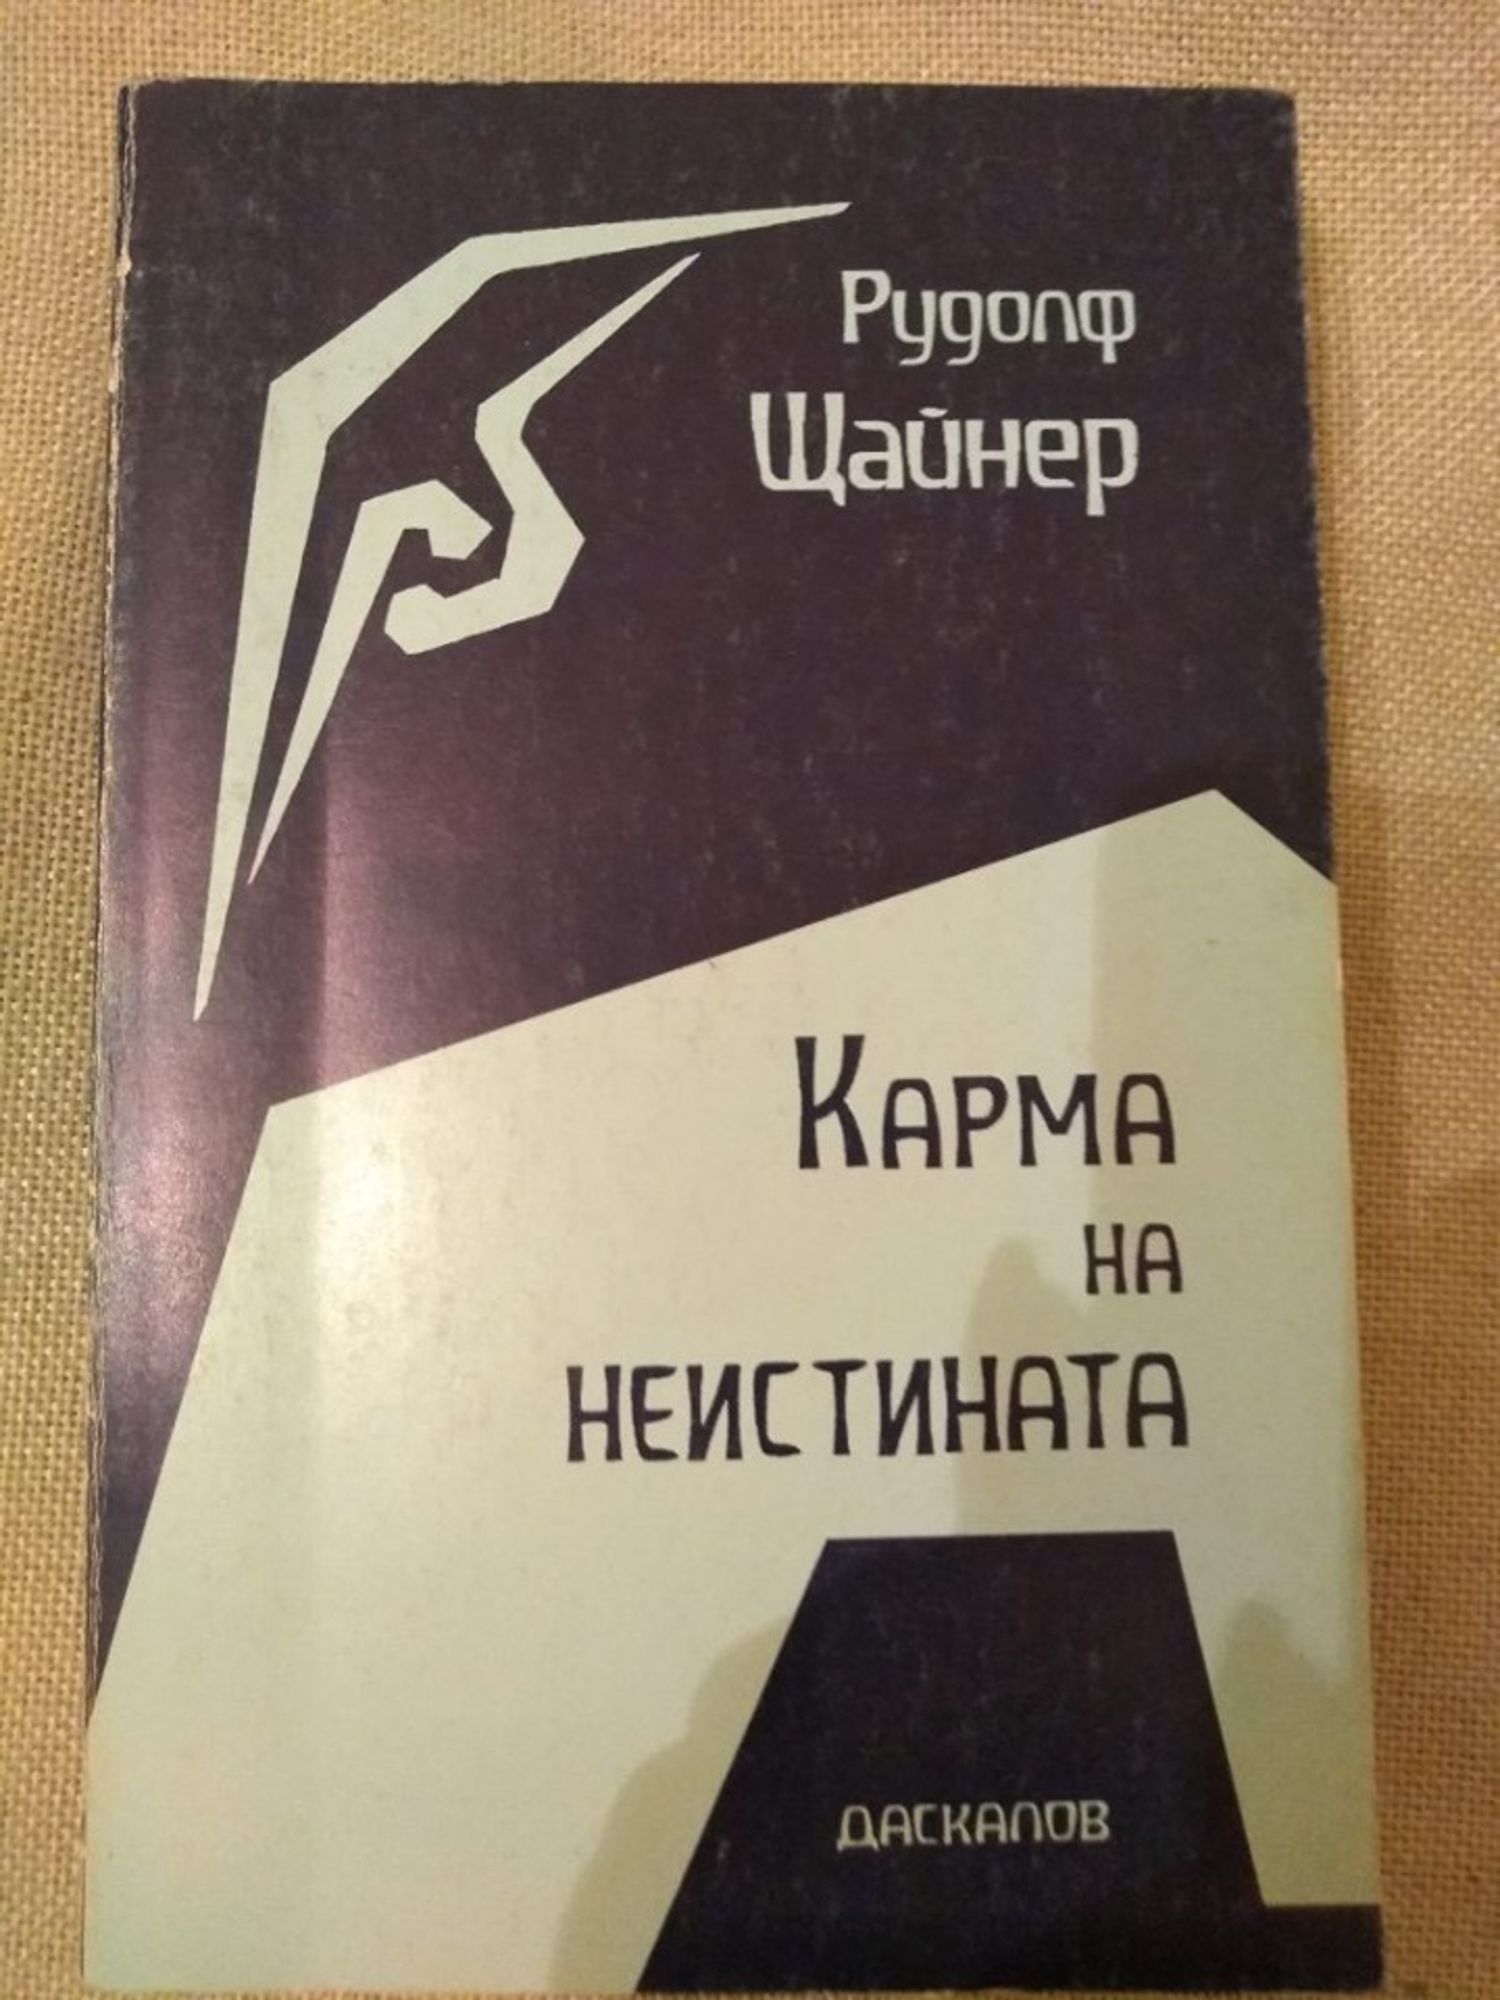 Рудолф
Щайнер
Карма
на
неистината
Даскалов